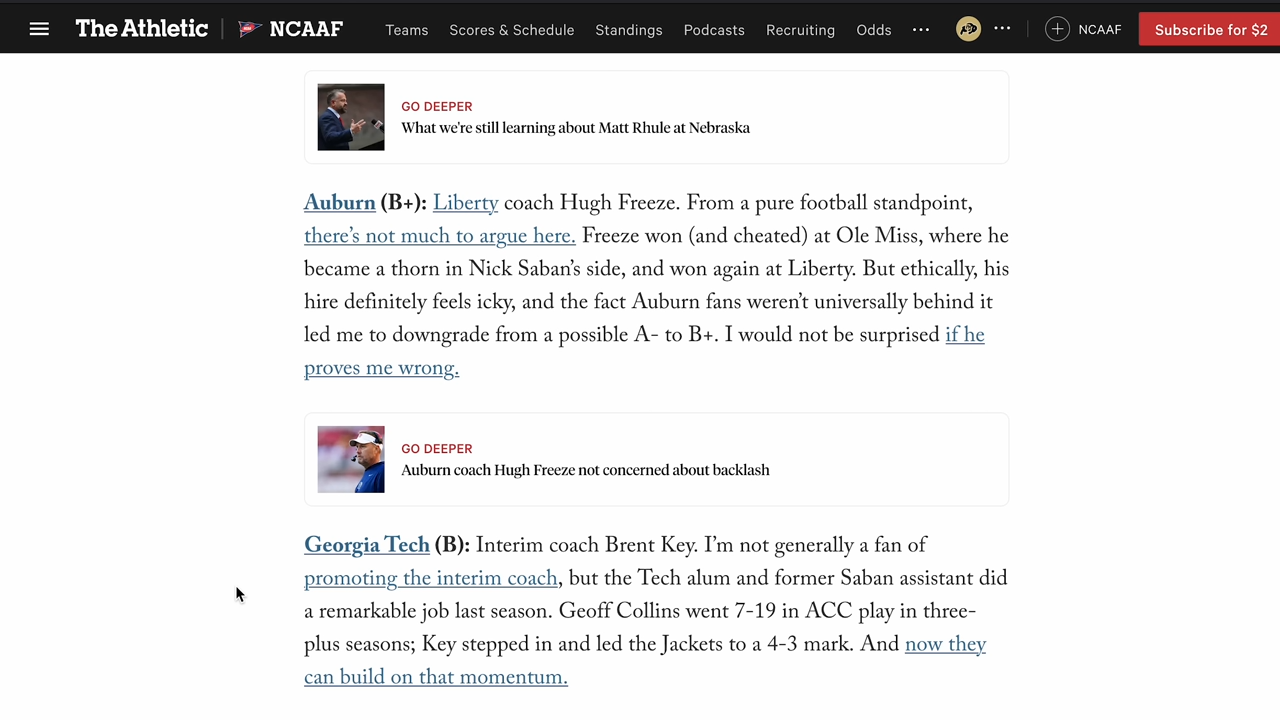 The Athletic NCAAF Teams Scores & Schedule Standings Podcasts Recruiting Odds NCAAF Subscribe for $2
GO DEEPER
What we're still learning about Matt Rhule at Nebraska
Auburn (B+): Liberty coach Hugh Freeze. From a pure football standpoint,
there’s not much to argue here. Freeze won (and cheated) at Ole Miss, where he
became a thorn in Nick Saban’s side, and won again at Liberty. But ethically, his
hire definitely feels icky, and the fact Auburn fans weren’t universally behind it
led me to downgrade from a possible A- to B+. I would not be surprised if he
proves me wrong.
GO DEEPER
Auburn coach Hugh Freeze not concerned about backlash
Georgia Tech (B): Interim coach Brent Key. I’m not generally a fan of
promoting the interim coach, but the Tech alum and former Saban assistant did
a remarkable job last season. Geoff Collins went 7-19 in ACC play in three-
plus seasons; Key stepped in and led the Jackets to a 4-3 mark. And now they
can build on that momentum.